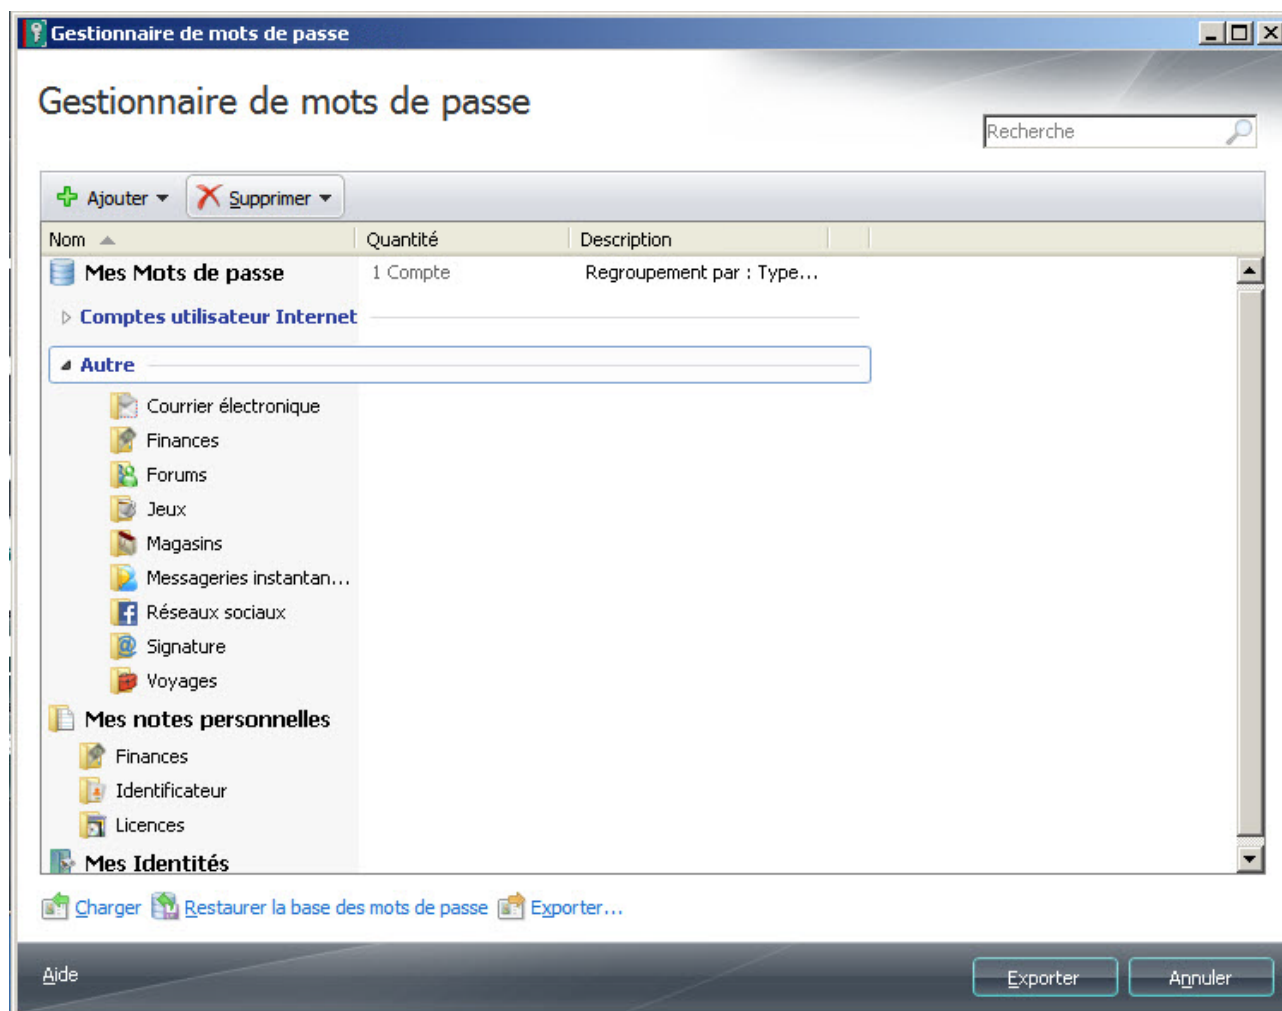 Gestionnaire de mots de passe
Gestionnaire de mots de passe
Recherche
Ajouter Supprimer
Nom Quantité Description
Mes Mots de passe 1 Compte Regroupement par : Type...
Comptes utilisateur Internet
Autre
Courrier électronique
Finances
Forums
Jeux
Magasins
Messageries instantan...
Réseaux sociaux
Signature
Voyages
Mes notes personnelles
Finances
Identificateur
Licences
Mes Identités
Charger Restaurer la base des mots de passe Exporter...
Aide Exporter Annuler